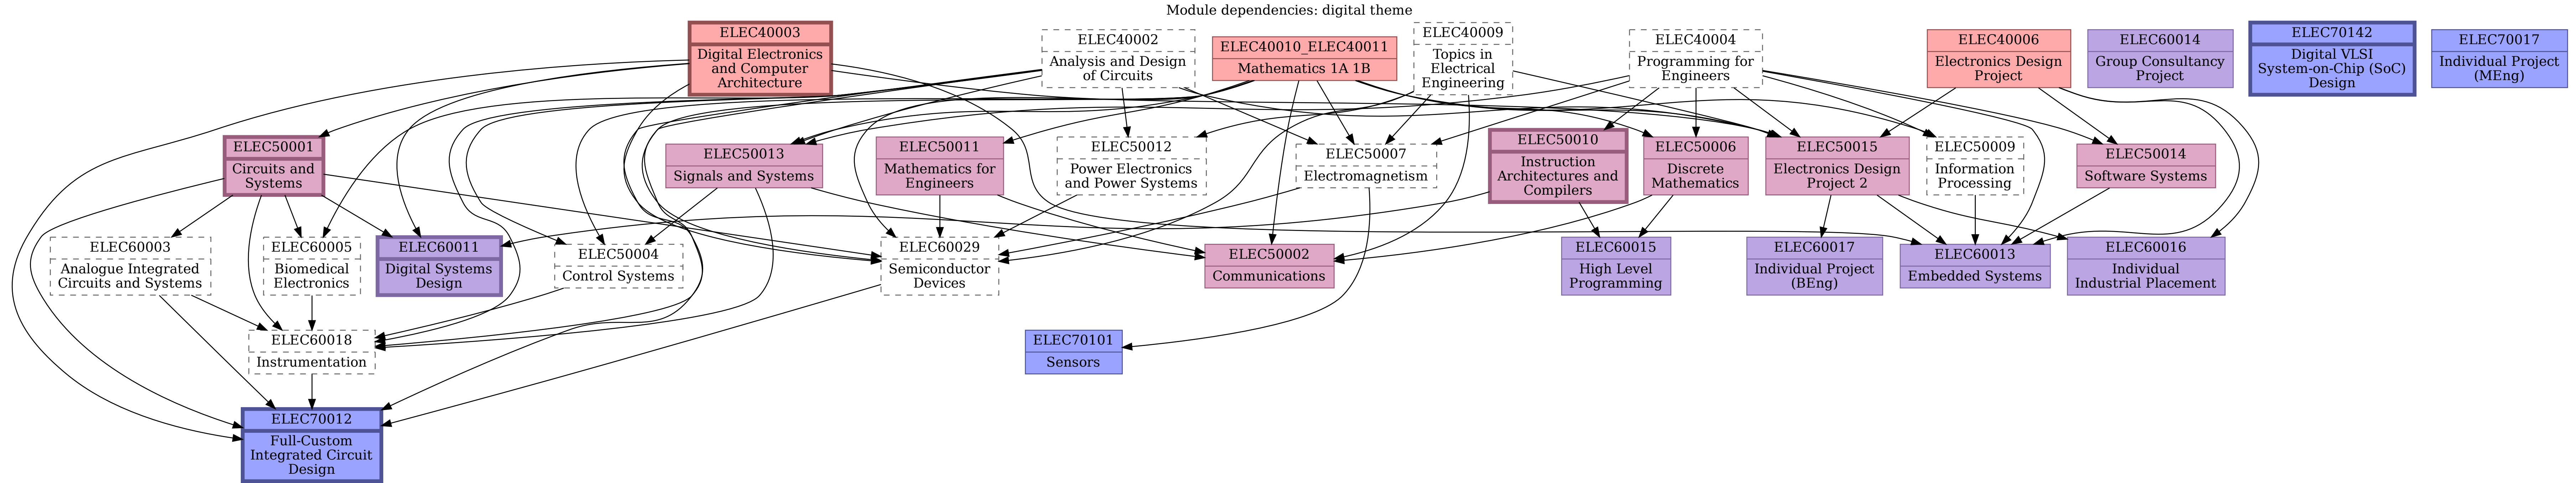 Module dependencies: digital theme
ELEC40003
Digital Electronics
and Computer
Architecture
ELEC40002
Analysis and Design
of Circuits
ELEC40010_ELEC40011
Mathematics 1A 1B
ELEC40009
Topics in
Electrical
Engineering
ELEC40004
Programming for
Engineers
ELEC40006
Electronics Design
Project
ELEC60014
Group Consultancy
Project
ELEC70142
Digital VLSI
System-on-Chip (SoC)
Design
ELEC70017
Individual Project
(MEng)
ELEC50001
Circuits and
Systems
ELEC50013
Signals and Systems
ELEC50011
Mathematics for
Engineers
ELEC50012
Power Electronics
and Power Systems
ELEC50007
Electromagnetism
ELEC50010
Instruction
Architectures and
Compilers
ELEC50006
Discrete
Mathematics
ELEC50015
Electronics Design
Project 2
ELEC50009
Information
Processing
ELEC50014
Software Systems
ELEC60003
Analogue Integrated
Circuits and Systems
ELEC60005
Biomedical
Electronics
ELEC60011
Digital Systems
Design
ELEC50004
Control Systems
ELEC60029
Semiconductor
Devices
ELEC50002
Communications
ELEC60015
High Level
Programming
ELEC60017
Individual Project
(BEng)
ELEC60013
Embedded Systems
ELEC60016
Individual
Industrial Placement
ELEC60018
Instrumentation
ELEC70101
Sensors
ELEC70012
Full-Custom
Integrated Circuit
Design